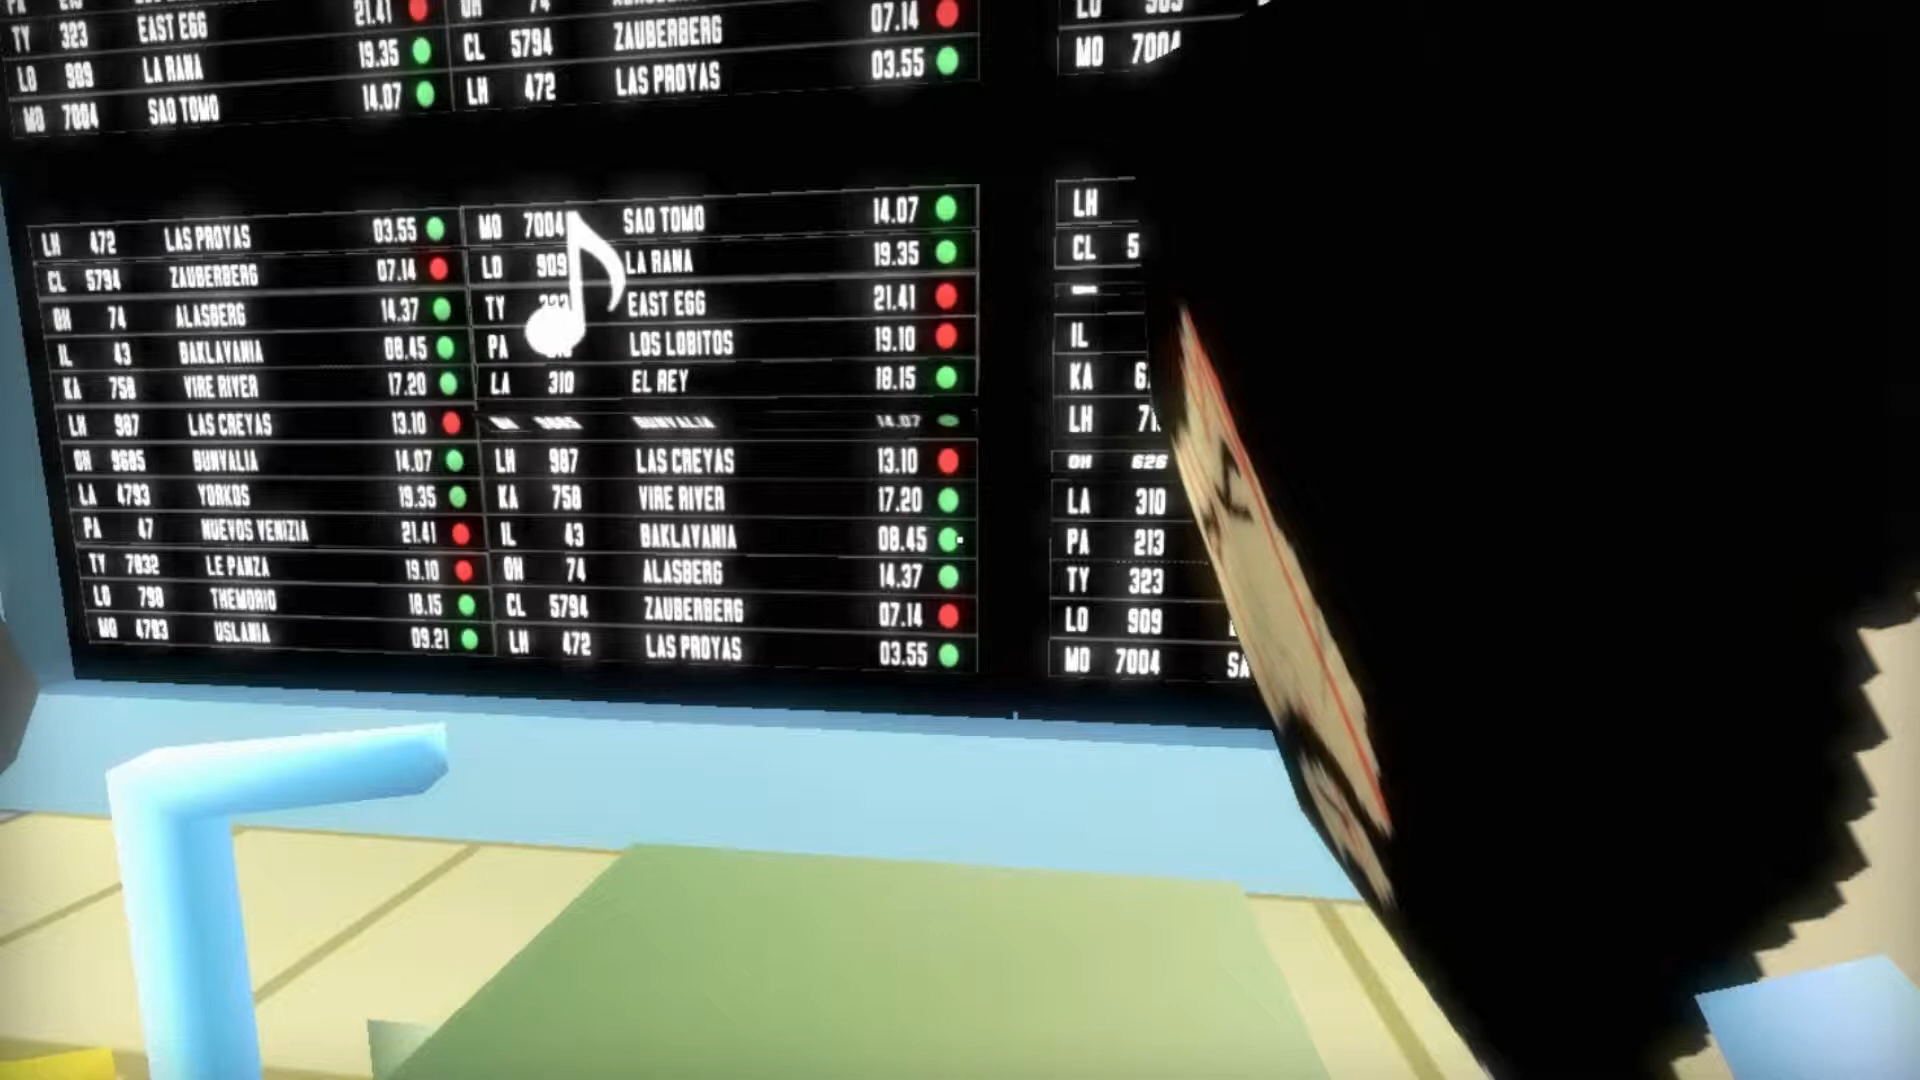 TY 323 EAST EGG 21.41
LO 909 LA RANA 19.35
MO 7004 SAO TOMO 14.07
74
CL 5794 ZAUBERBERG 07.14
LH 472 LAS PROYAS 03.55
MO 7004
LH 472 LAS PROYAS 03.55
CL 5794 ZAUBERBERG 07.14
OH 74 ALASBERG 14.37
IL 43 BAKLAVANIA 08.45
KA 758 VIRE RIVER 17.20
LH 987 LAS CREYAS 13.10
OH 9685 BUNVALIA 14.07
LA 4793 YORKOS 19.35
PA 47 NUEVOS VENIZIA 21.41
TY 7832 LE PANZA 19.10
LO 798 THEMORIO 18.15
MO 4783 USLANIA 09.21
MO 7004 SAO TOMO 14.07
LO 909 LA RANA 19.35
TY EAST EGG 21.41
PA LOS LOBITOS 19.10
LA 310 EL REY 18.15
BUNVALIA 14.07
LH 987 LAS CREYAS 13.10
KA 758 VIRE RIVER 17.20
IL 43 BAKLAVANIA 08.45
OH 74 ALASBERG 14.37
CL 5794 ZAUBERBERG 07.14
LH 472 LAS PROYAS 03.55
LH
CL 5
IL
KA
LH
OH 626
LA 310
PA 213
TY 323
LO 909
MO 7004 SA